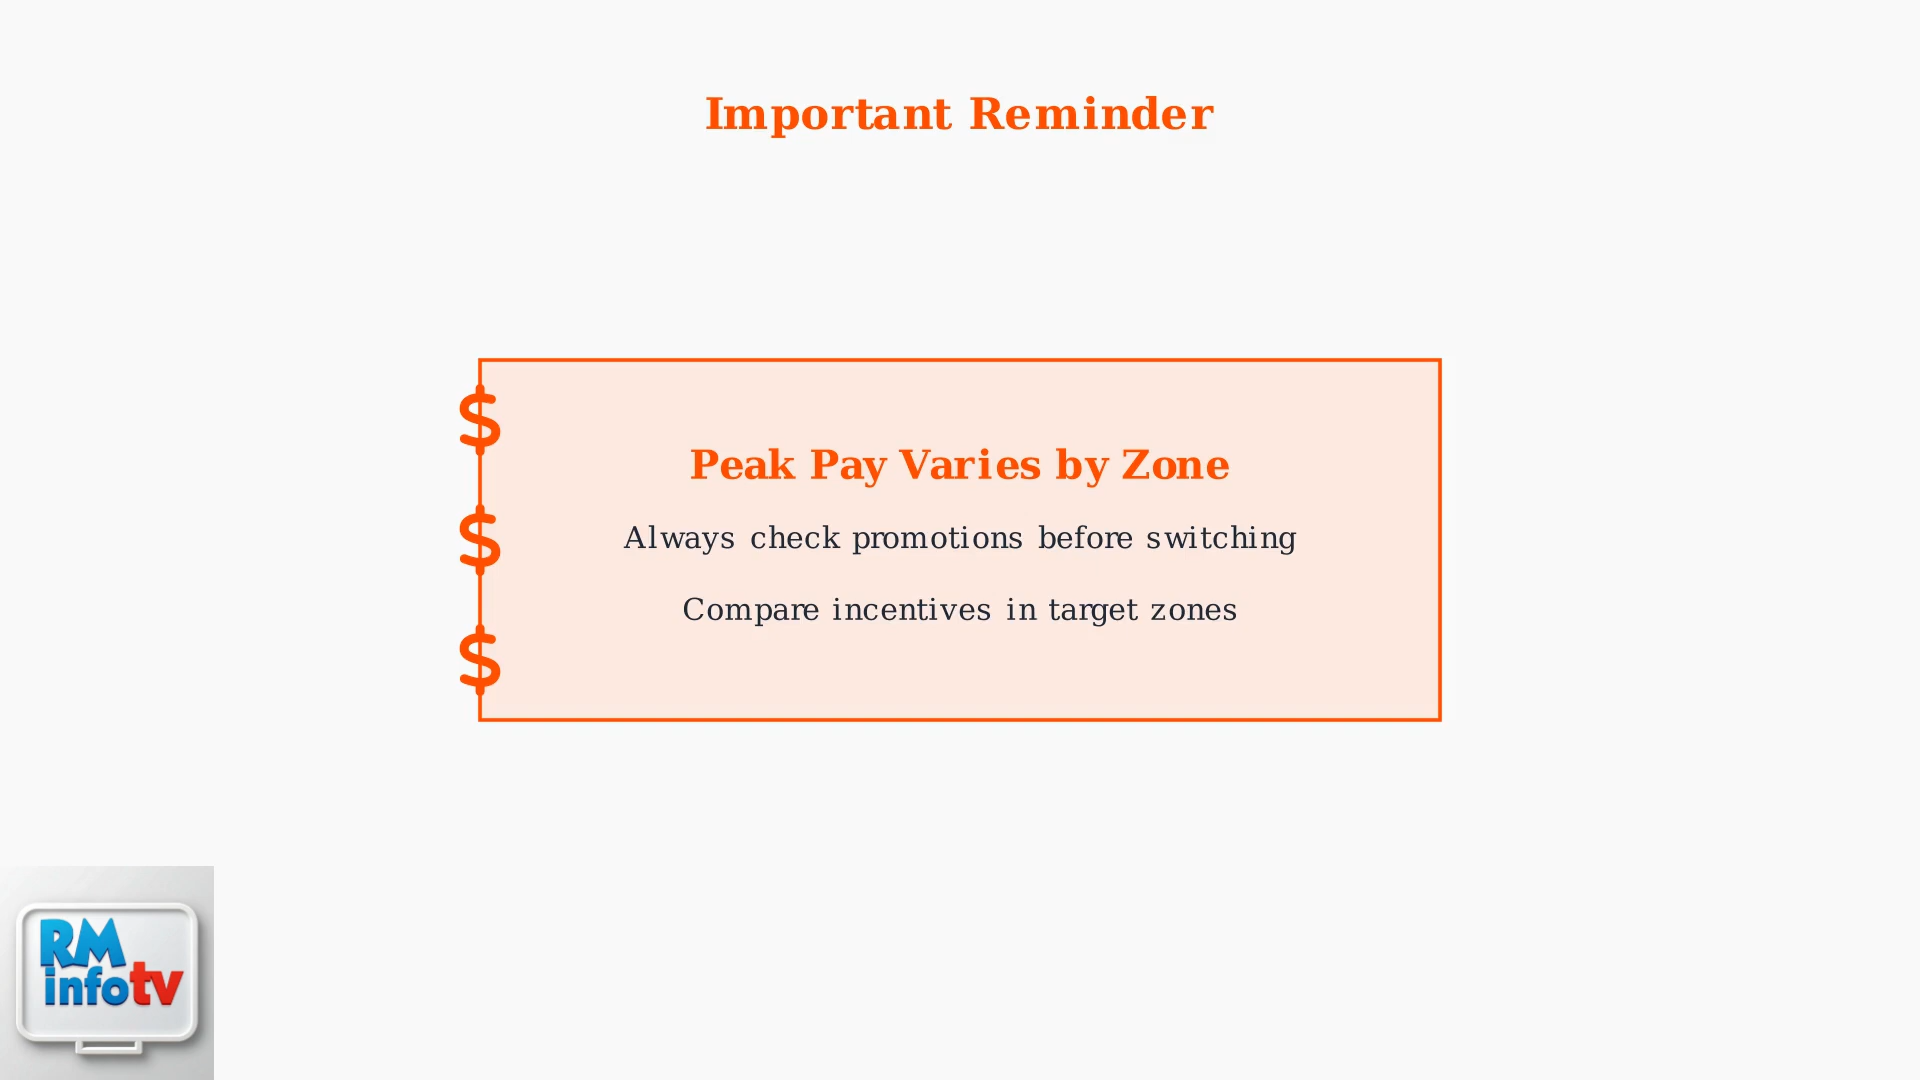 Important Reminder
$
Peak Pay Varies by Zone
$
Always check promotions before switching
Compare incentives in target zones
$
RM
infotv